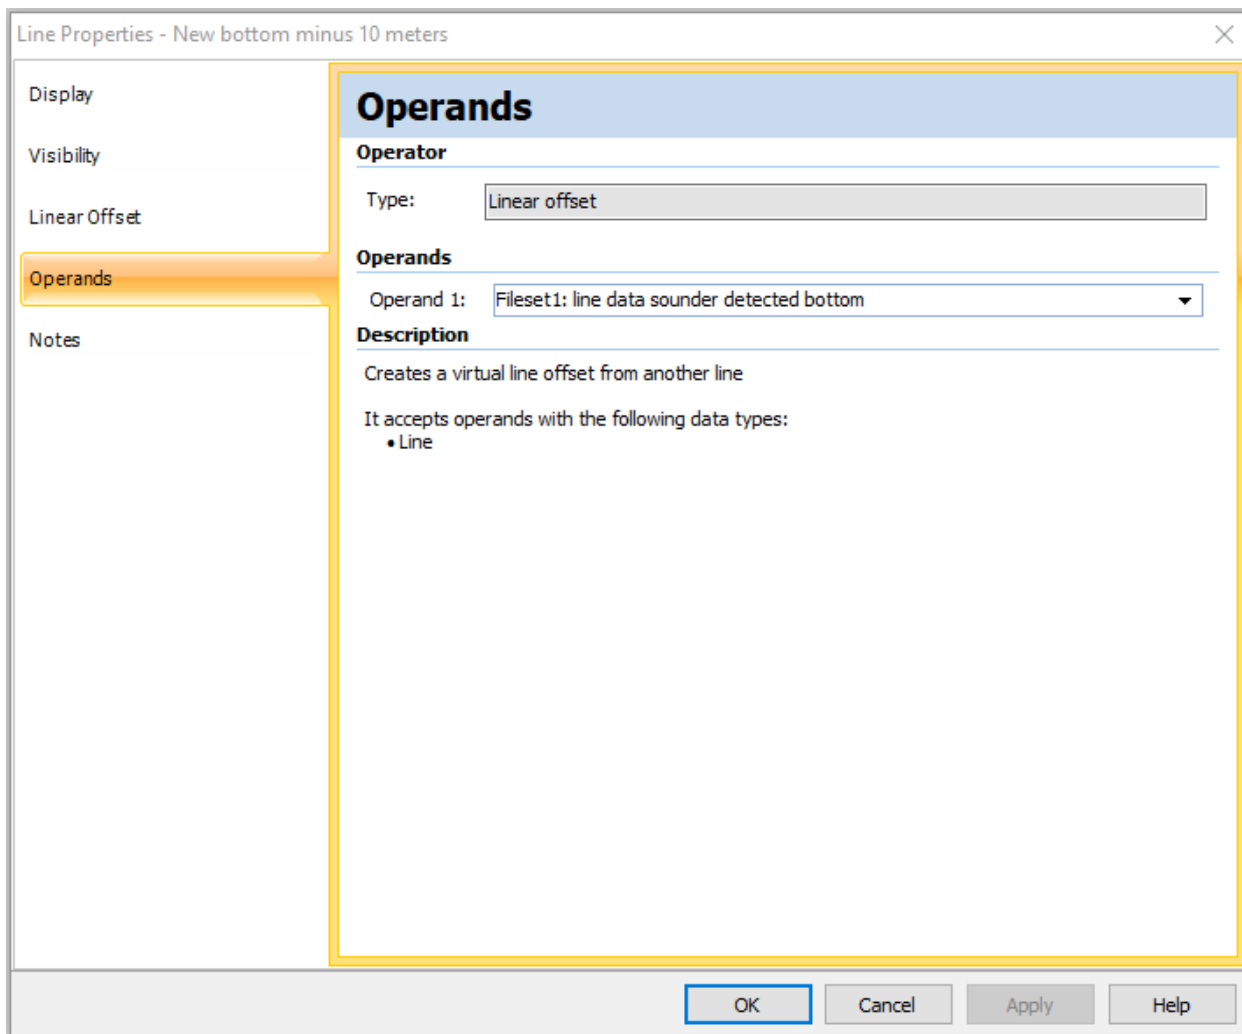 Line Properties - New bottom minus 10 meters
Display
Visibility
Linear Offset
Operands
Notes
Operands
Operator
Type: Linear offset
Operands
Operand 1: Fileset1: line data sounder detected bottom
Description
Creates a virtual line offset from another line
It accepts operands with the following data types:
• Line
OK Cancel Apply Help